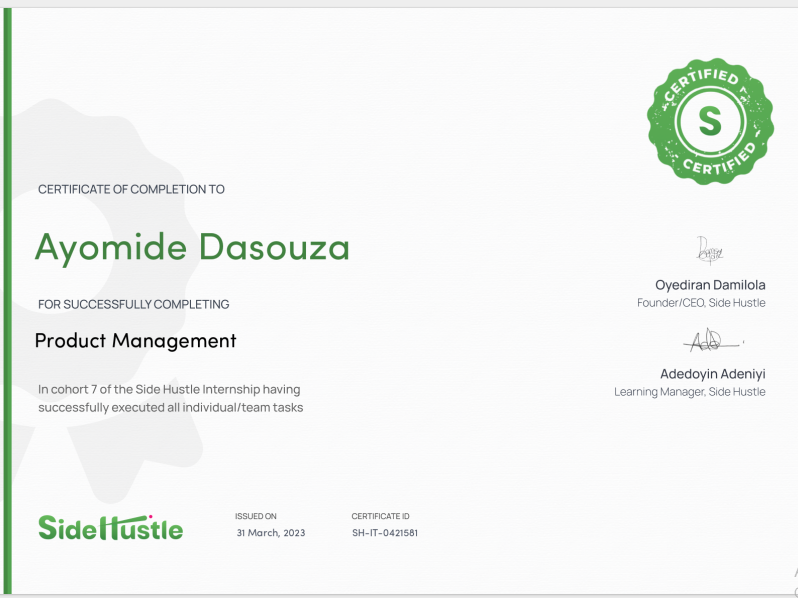 CERTIFIED
S
CERTIFIED
CERTIFICATE OF COMPLETION TO
Ayomide Dasouza
FOR SUCCESSFULLY COMPLETING
Product Management
In cohort 7 of the Side Hustle Internship having
successfully executed all individual/team tasks
Oyediran Damilola
Founder/CEO, Side Hustle
Adedoyin Adeniyi
Learning Manager, Side Hustle
SideHustle
ISSUED ON
31 March, 2023
CERTIFICATE ID
SH-IT-0421581